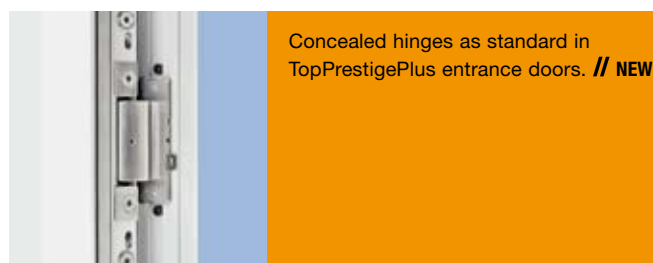 Concealed hinges as standard in
TopPrestigePlus entrance doors. // NEW